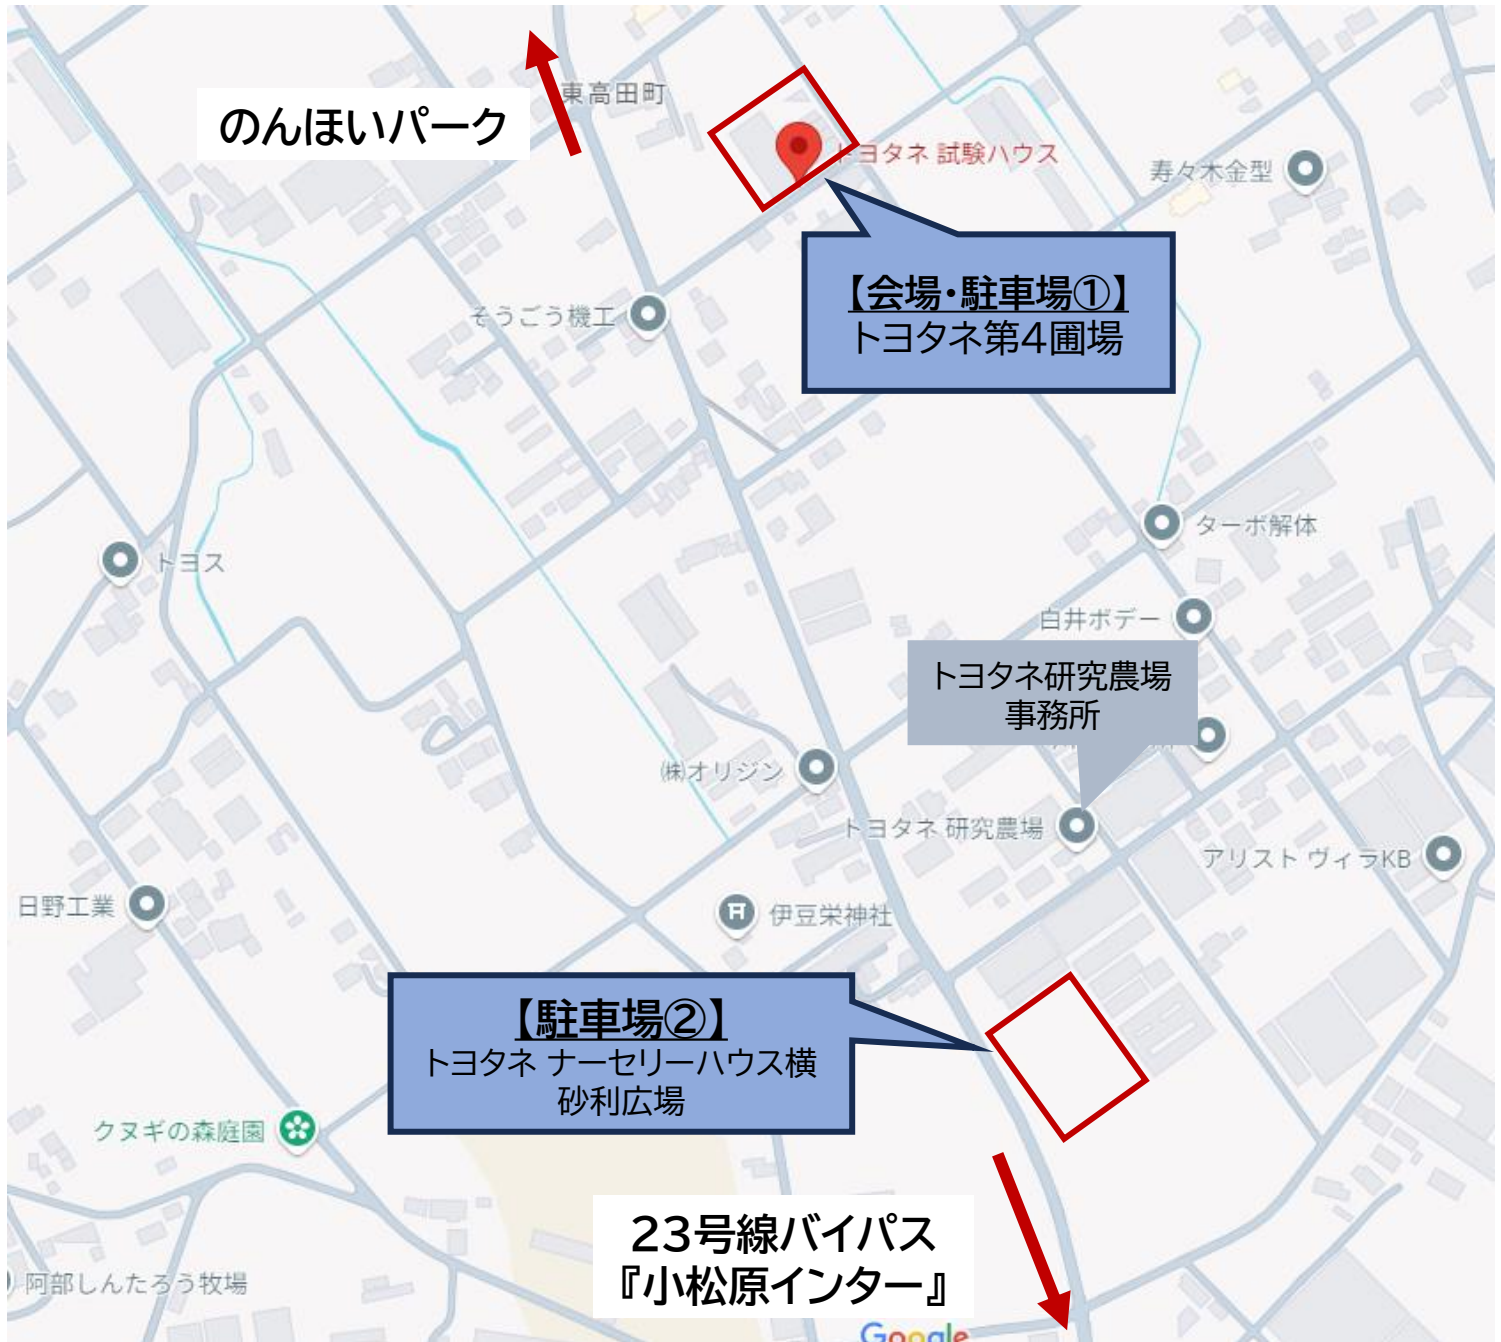 東高田町
のんほいパーク
トヨタネ 試験ハウス
寿々木金型
【会場・駐車場①】
トヨタネ第4圃場
そうごう機工
ターボ解体
トヨス
白井ボデー
トヨタネ研究農場
事務所
㈱オリジン
トヨタネ 研究農場
アリスト ヴィラKB
日野工業
伊豆栄神社
【駐車場②】
トヨタネ ナーセリーハウス横
砂利広場
クヌギの森庭園
23号線バイパス
『小松原インター』
阿部しんたろう牧場
Google